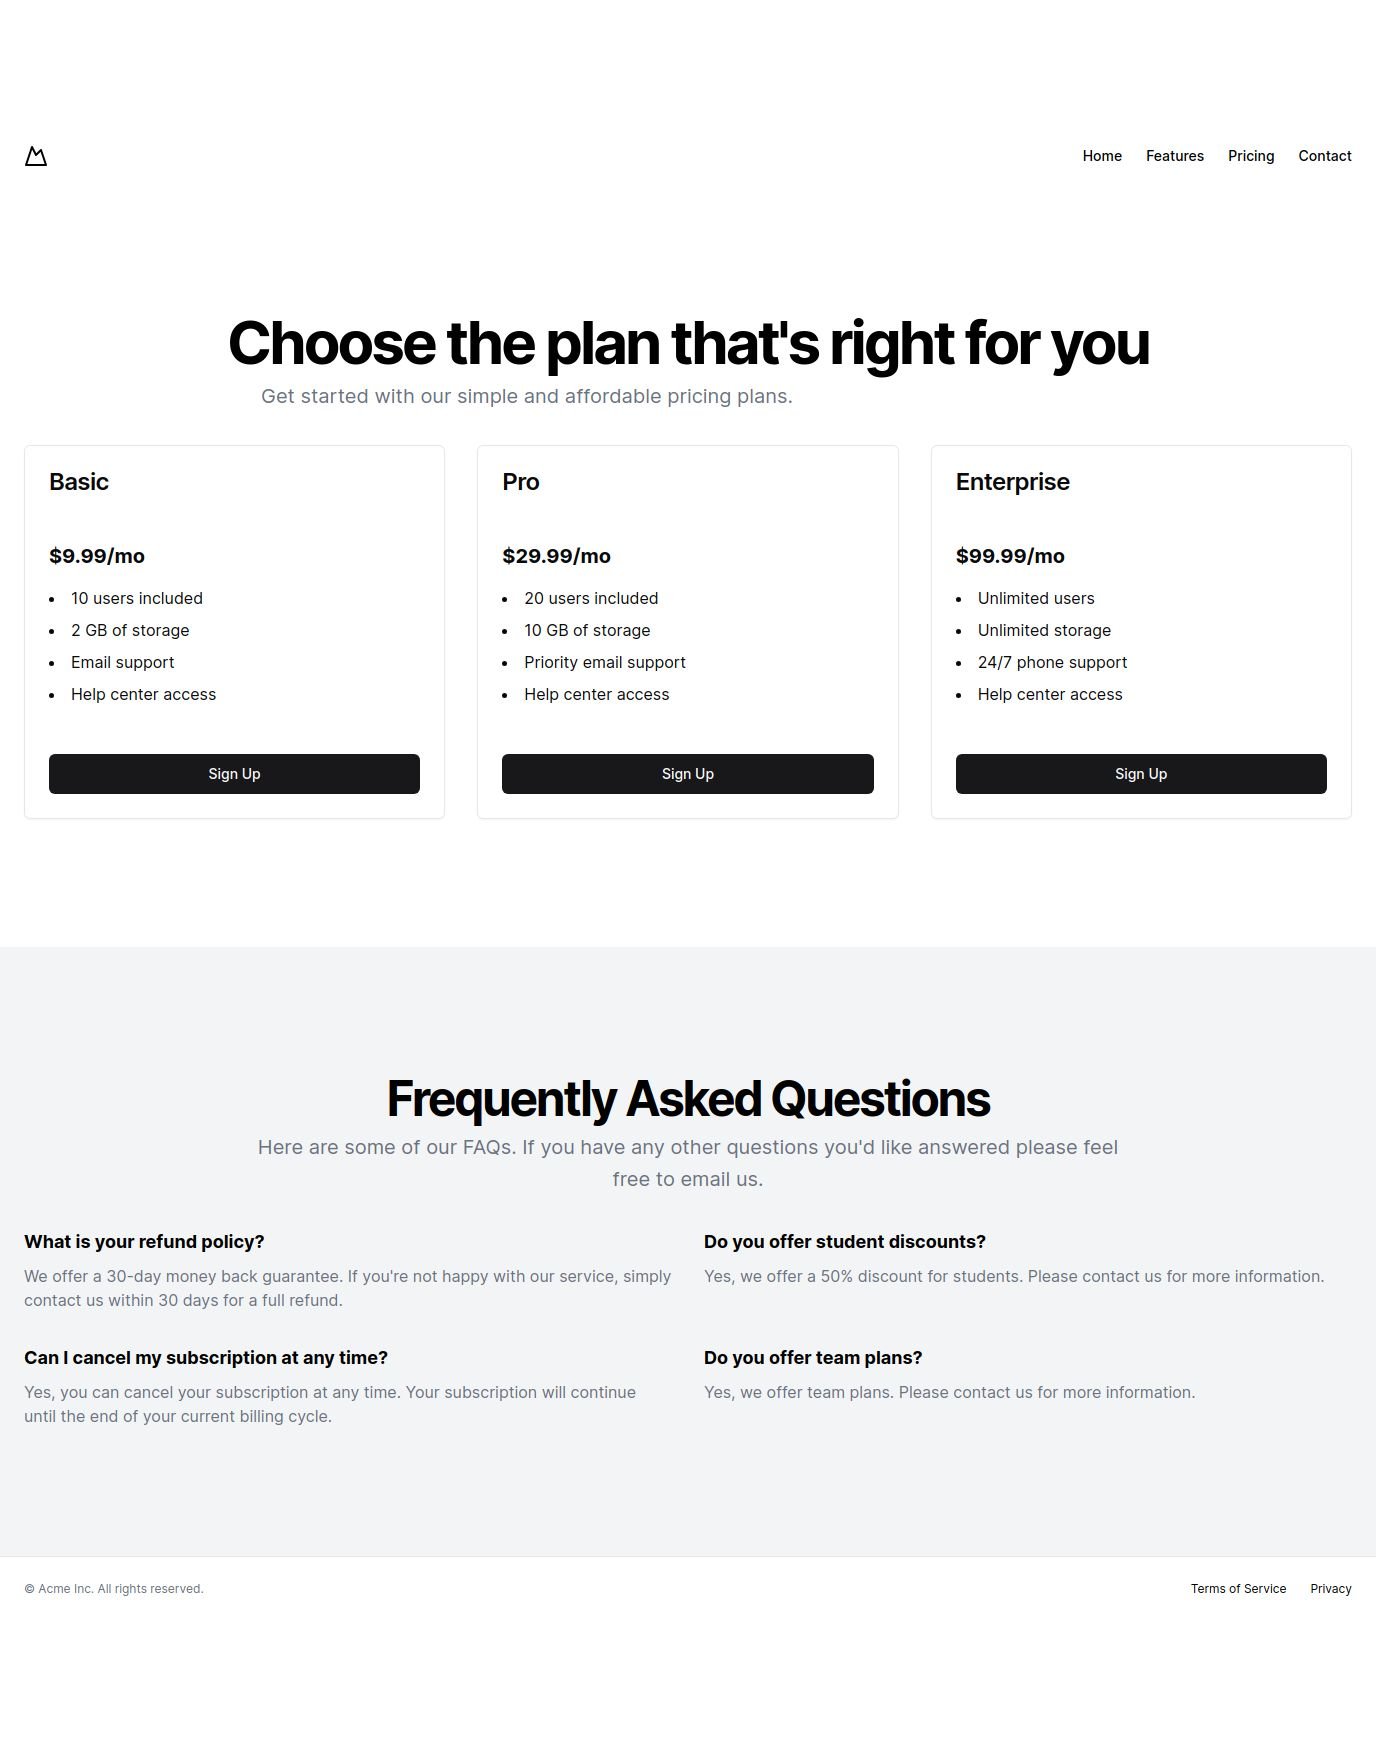 Home Features Pricing Contact
Choose the plan that's right for you
Get started with our simple and affordable pricing plans.
Basic
$9.99/mo
• 10 users included
• 2 GB of storage
• Email support
• Help center access
Sign Up
Pro
$29.99/mo
• 20 users included
• 10 GB of storage
• Priority email support
• Help center access
Sign Up
Enterprise
$99.99/mo
• Unlimited users
• Unlimited storage
• 24/7 phone support
• Help center access
Sign Up
Frequently Asked Questions
Here are some of our FAQs. If you have any other questions you'd like answered please feel
free to email us.
What is your refund policy?
We offer a 30-day money back guarantee. If you're not happy with our service, simply
contact us within 30 days for a full refund.
Do you offer student discounts?
Yes, we offer a 50% discount for students. Please contact us for more information.
Can I cancel my subscription at any time?
Yes, you can cancel your subscription at any time. Your subscription will continue
until the end of your current billing cycle.
Do you offer team plans?
Yes, we offer team plans. Please contact us for more information.
© Acme Inc. All rights reserved.
Terms of Service Privacy